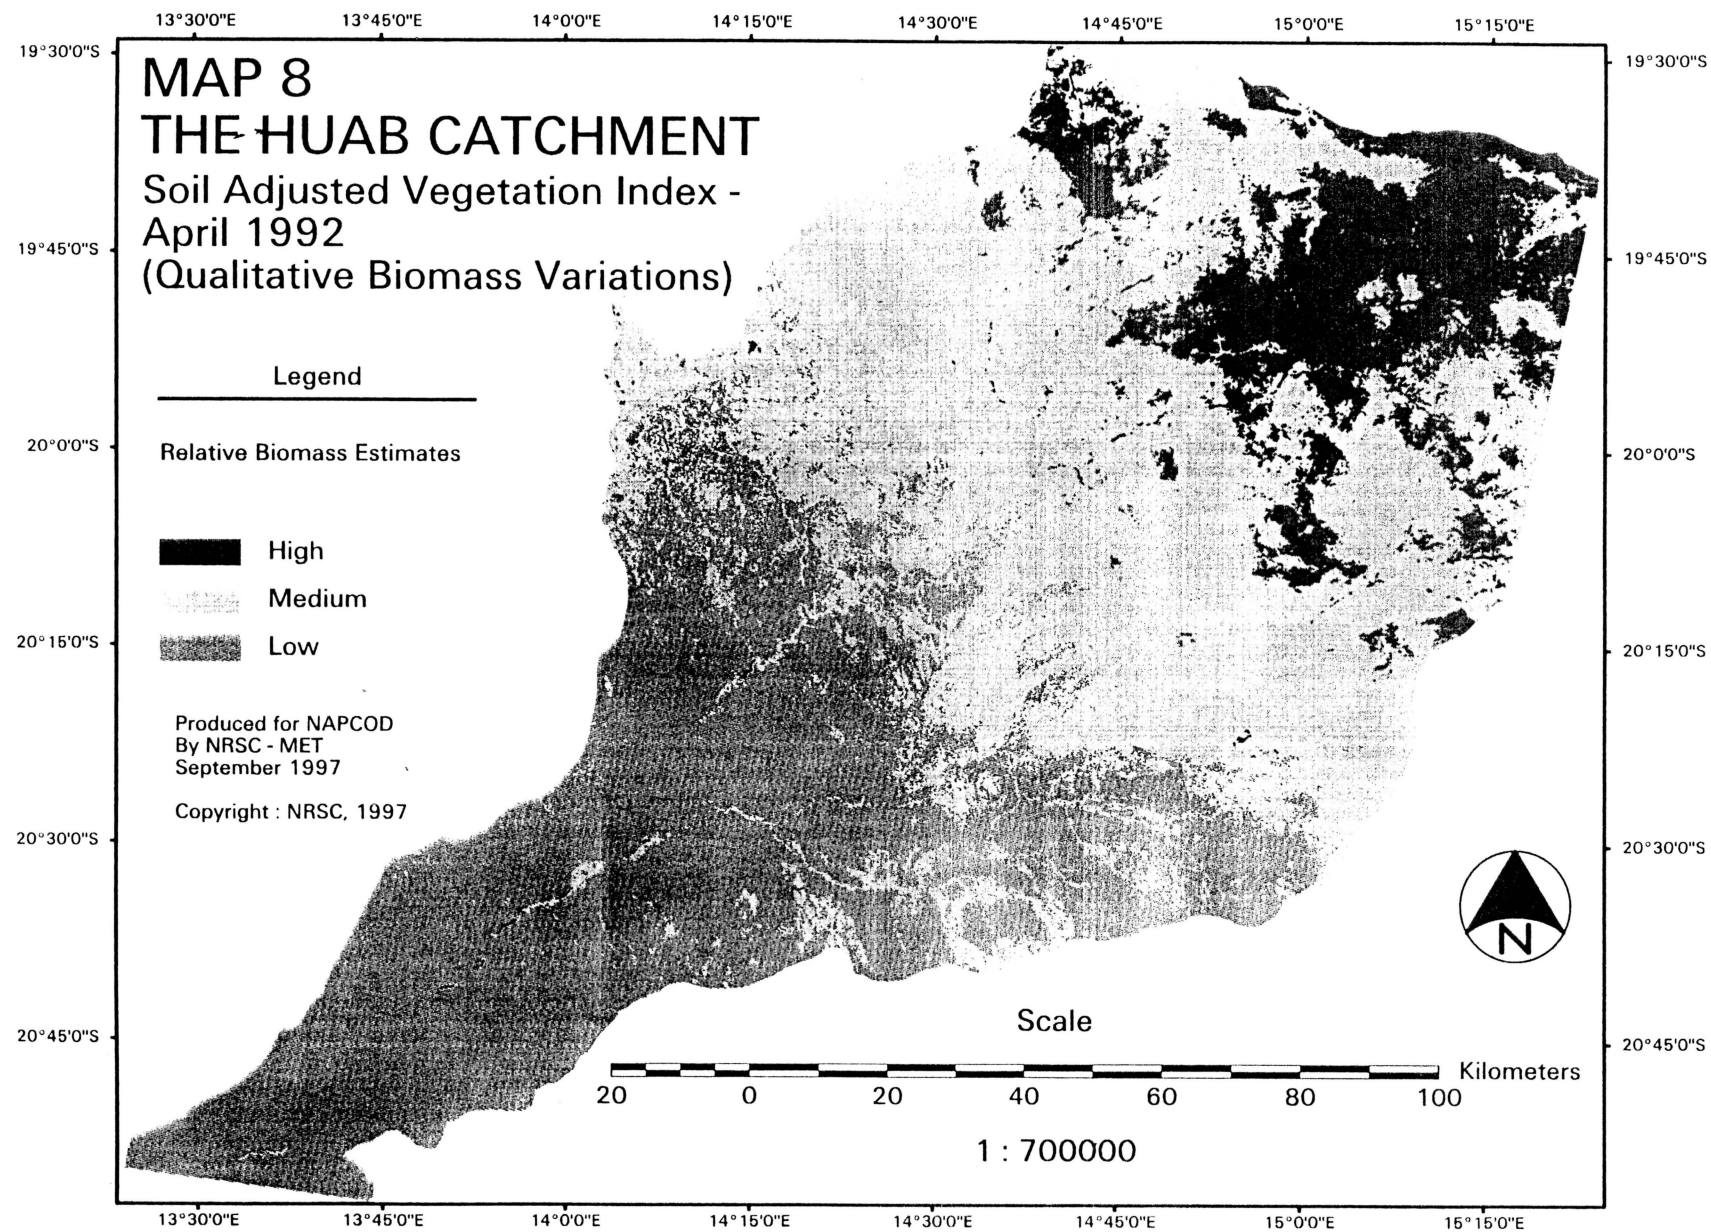 13°30'0"E 13°45'0"E 14°0'0"E 14°15'0"E 14°30'0"E 14°45'0"E 15°0'0"E 15°15'0"E
19°30'0"S 19°30'0"S
MAP 8
THE HUAB CATCHMENT
Soil Adjusted Vegetation Index -
April 1992
(Qualitative Biomass Variations)
19°45'0"S 19°45'0"S
Legend
Relative Biomass Estimates
20°0'0"S 20°0'0"S
High
Medium
Low
20°15'0"S 20°15'0"S
Produced for NAPCOD
By NRSC - MET
September 1997
Copyright : NRSC, 1997
20°30'0"S 20°30'0"S
N
Scale
20°45'0"S 20°45'0"S
Kilometers
20 0 20 40 60 80 100
1 : 700000
13°30'0"E 13°45'0"E 14°0'0"E 14°15'0"E 14°30'0"E 14°45'0"E 15°0'0"E 15°15'0"E